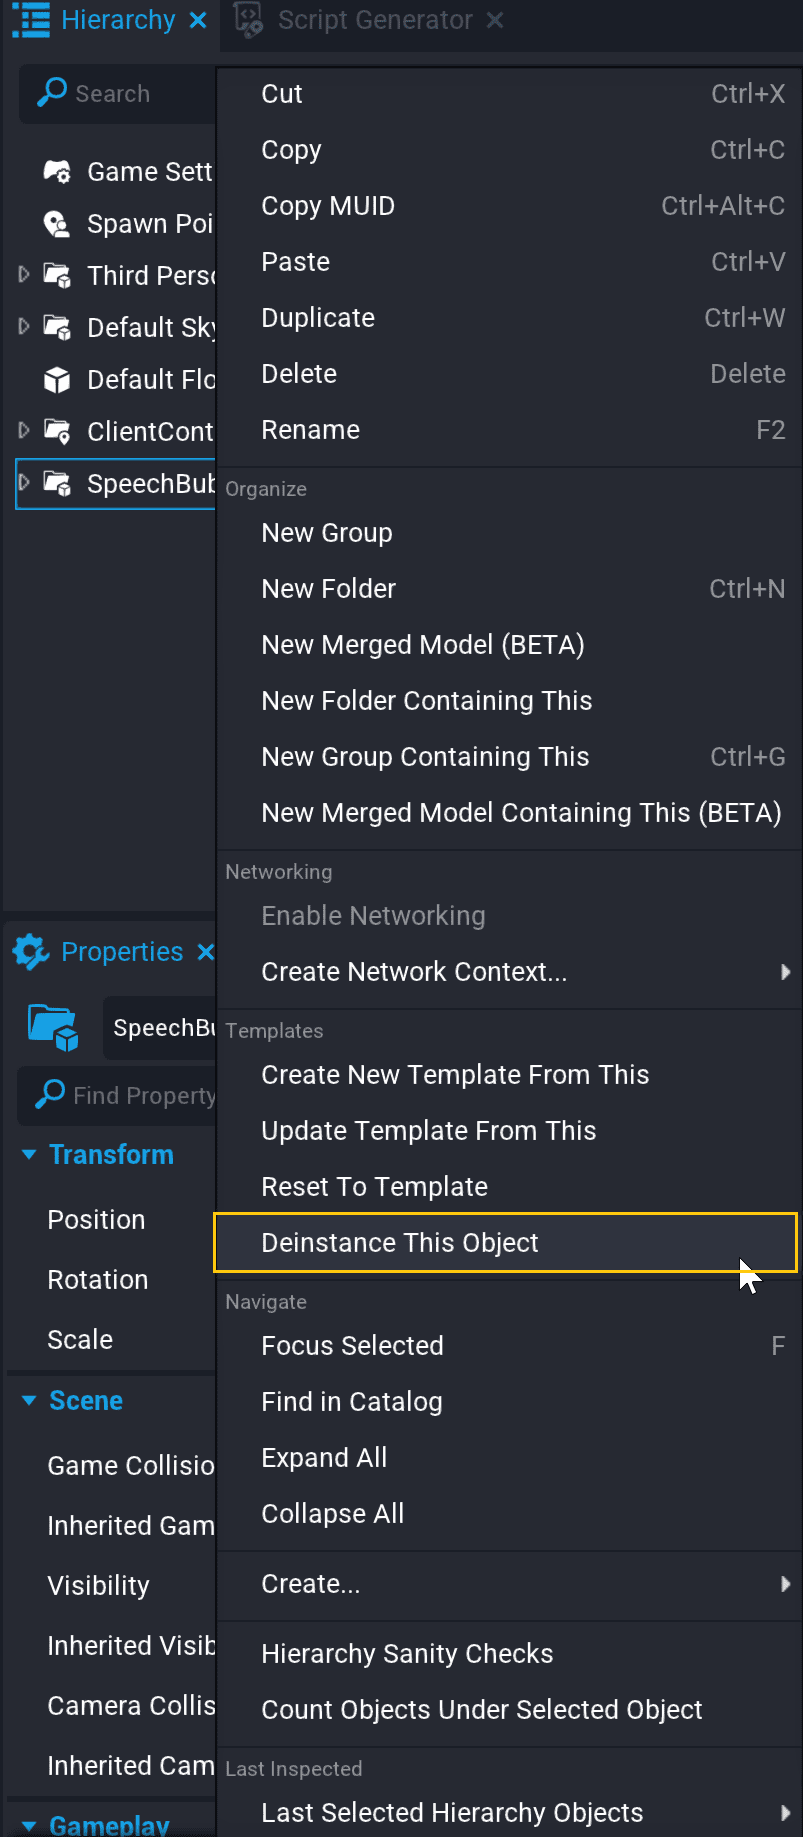 Hierarchy
Script Generator
Search
Game Sett
Spawn Poi
Third Perso
Default Sky
Default Flo
ClientCont
SpeechBub
Cut Ctrl+X
Copy Ctrl+C
Copy MUID Ctrl+Alt+C
Paste Ctrl+V
Duplicate Ctrl+W
Delete Delete
Rename F2
Organize
New Group
New Folder Ctrl+N
New Merged Model (BETA)
New Folder Containing This
New Group Containing This Ctrl+G
New Merged Model Containing This (BETA)
Networking
Enable Networking
Create Network Context...
Templates
Create New Template From This
Update Template From This
Reset To Template
Deinstance This Object
Navigate
Focus Selected F
Find in Catalog
Expand All
Collapse All
Create...
Hierarchy Sanity Checks
Count Objects Under Selected Object
Last Inspected
Last Selected Hierarchy Objects
Properties
SpeechBu
Find Property
Transform
Position
Rotation
Scale
Scene
Game Collisio
Inherited Gam
Visibility
Inherited Visib
Camera Collis
Inherited Cam
Gameplay